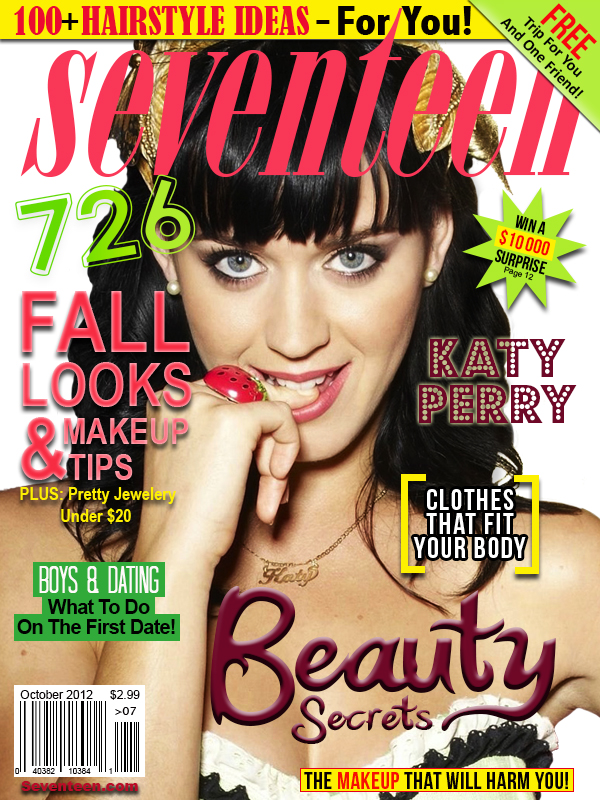 100+ HAIRSTYLE IDEAS – For You!
FREE
Trip For You
And One Friend!
seventeen
726
FALL
LOOKS
& MAKEUP
TIPS
PLUS: Pretty Jewelery
Under $20
WIN A
$10 000
SURPRISE
Page 12
KATY
PERRY
CLOTHES
THAT FIT
YOUR BODY
Katy
BOYS & DATING
What To Do
On The First Date!
Beauty
Secrets
October 2012 $2.99
>07
0 40382 10384 1
Seventeen.com
THE MAKEUP THAT WILL HARM YOU!